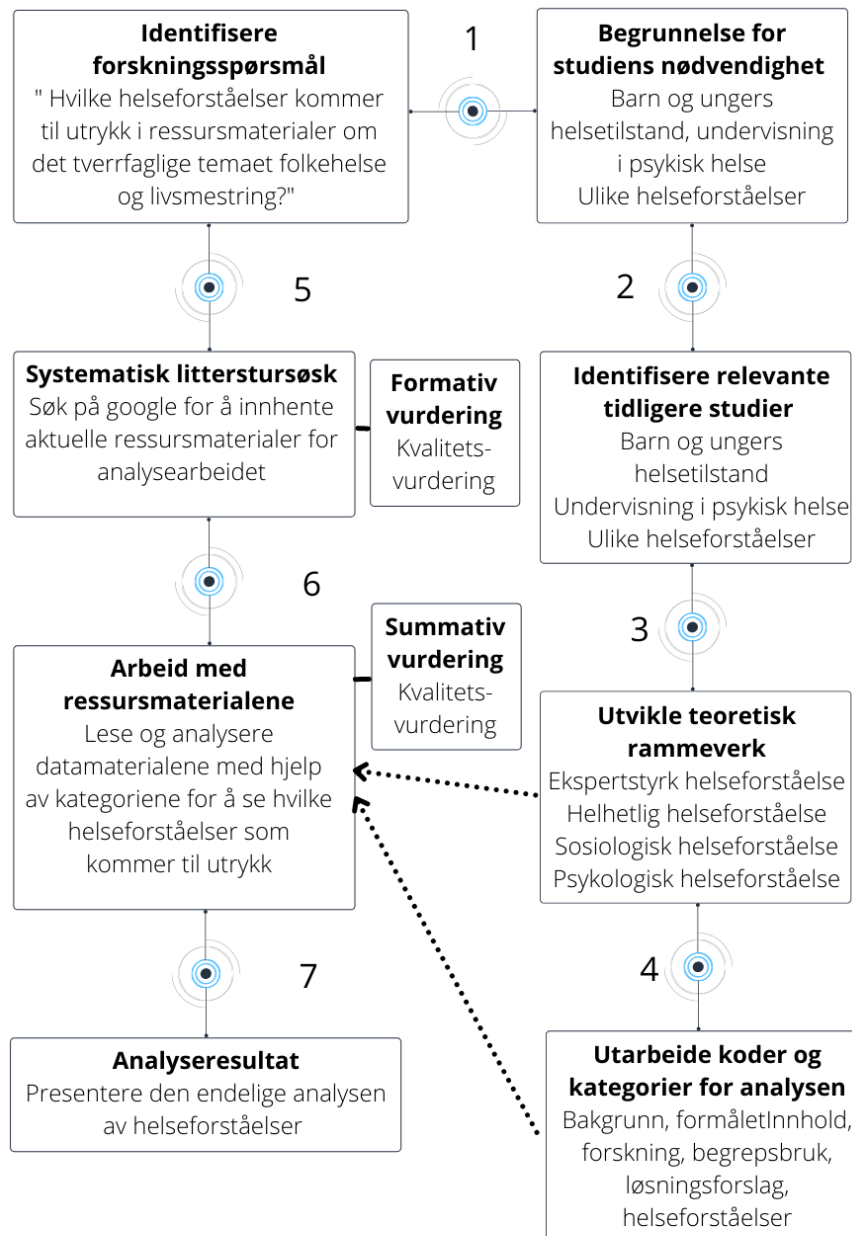 Identifisere
forskningsspørsmål
" Hvilke helseforståelser kommer
til utrykk i ressursmaterialer om
det tverrfaglige temaet folkehelse
og livsmestring?"
1
Begrunnelse for
studiens nødvendighet
Barn og ungers
helsetilstand, undervisning
i psykisk helse
Ulike helseforståelser
5
2
Systematisk litterstursøsk
Søk på google for å innhente
aktuelle ressursmaterialer for
analysearbeidet
Formativ
vurdering
Kvalitets-
vurdering
Identifisere relevante
tidligere studier
Barn og ungers
helsetilstand
Undervisning i psykisk helse
Ulike helseforståelser
6
3
Arbeid med
ressursmaterialene
Lese og analysere
datamaterialene med hjelp
av kategoriene for å se hvilke
helseforståelser som
kommer til utrykk
Summativ
vurdering
Kvalitets-
vurdering
Utvikle teoretisk
rammeverk
Ekspertstyrk helseforståelse
Helhetlig helseforståelse
Sosiologisk helseforståelse
Psykologisk helseforståelse
7
4
Analyseresultat
Presentere den endelige analysen
av helseforståelser
Utarbeide koder og
kategorier for analysen
Bakgrunn, formåletInnhold,
forskning, begrepsbruk,
løsningsforslag,
helseforståelser